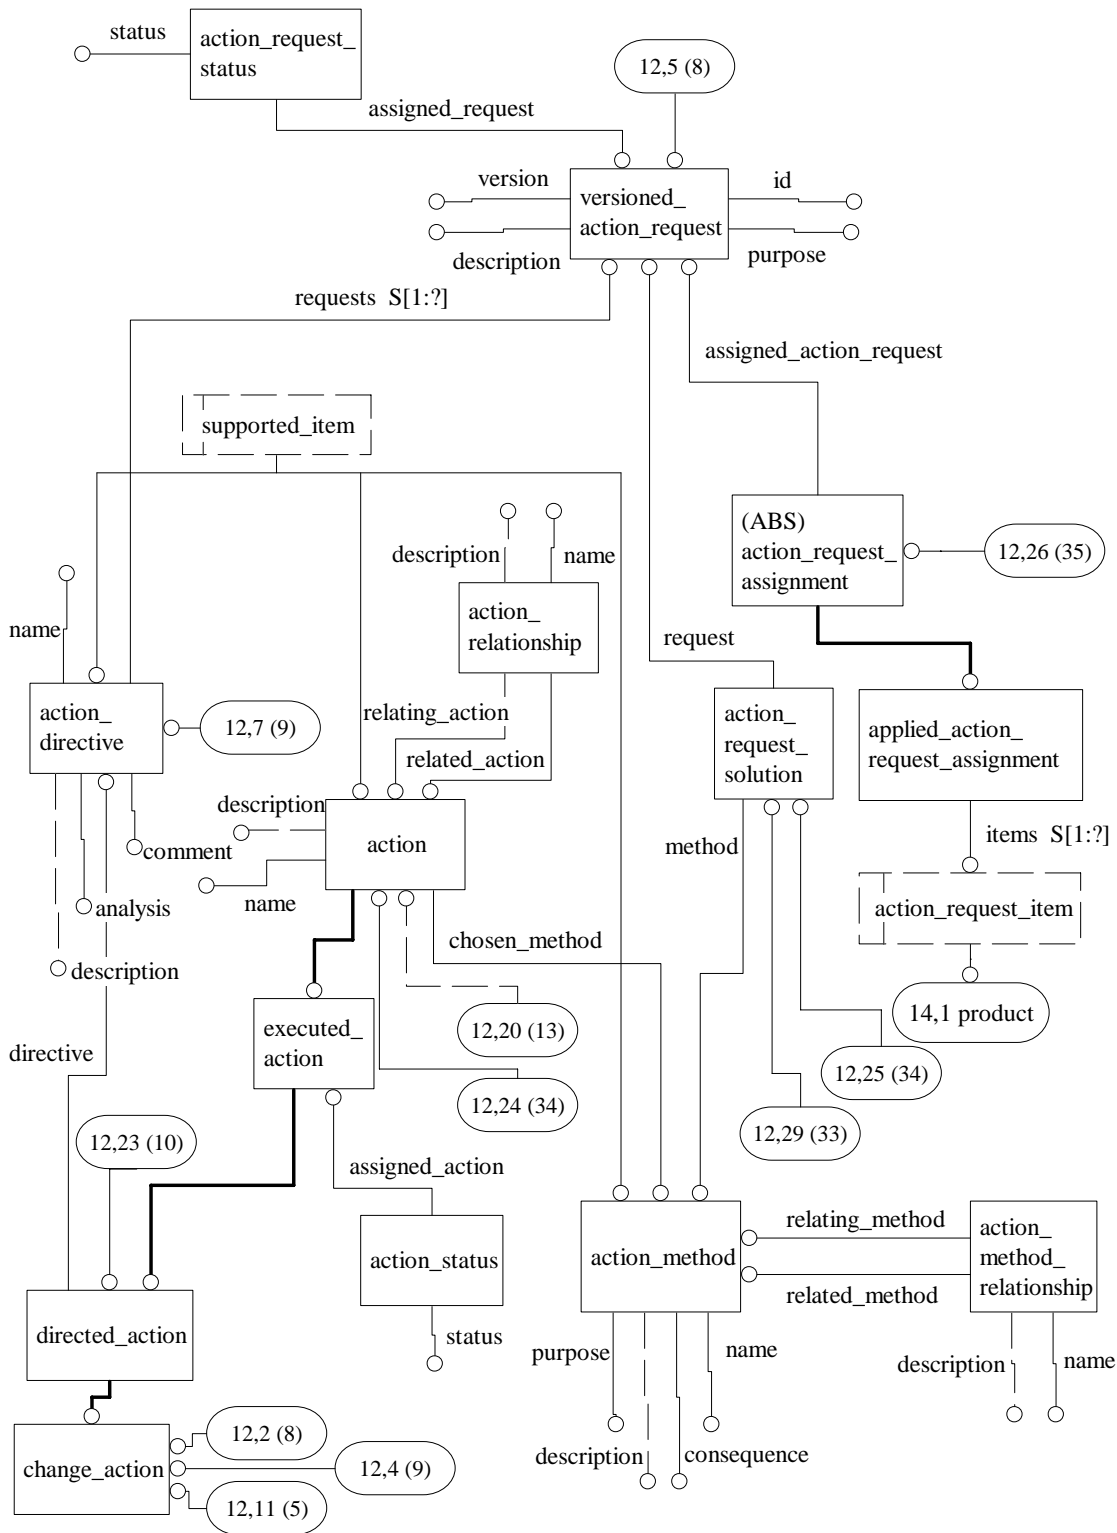 status
action_request_
status
12,5 (8)
assigned_request
version
id
versioned_
action_request
description
purpose
requests S[1:?]
assigned_action_request
supported_item
(ABS)
action_request_
assignment
12,26 (35)
description
name
action_
relationship
name
request
action_
directive
12,7 (9)
relating_action
related_action
action_
request_
solution
applied_action_
request_assignment
description
action
comment
name
analysis
method
items S[1:?]
action_request_item
chosen_method
description
executed_
action
12,20 (13)
14,1 product
directive
12,24 (34)
12,25 (34)
12,29 (33)
12,23 (10)
assigned_action
action_status
action_method
relating_method
related_method
action_
method_
relationship
directed_action
status
purpose
name
description
name
description
consequence
change_action
12,2 (8)
12,4 (9)
12,11 (5)